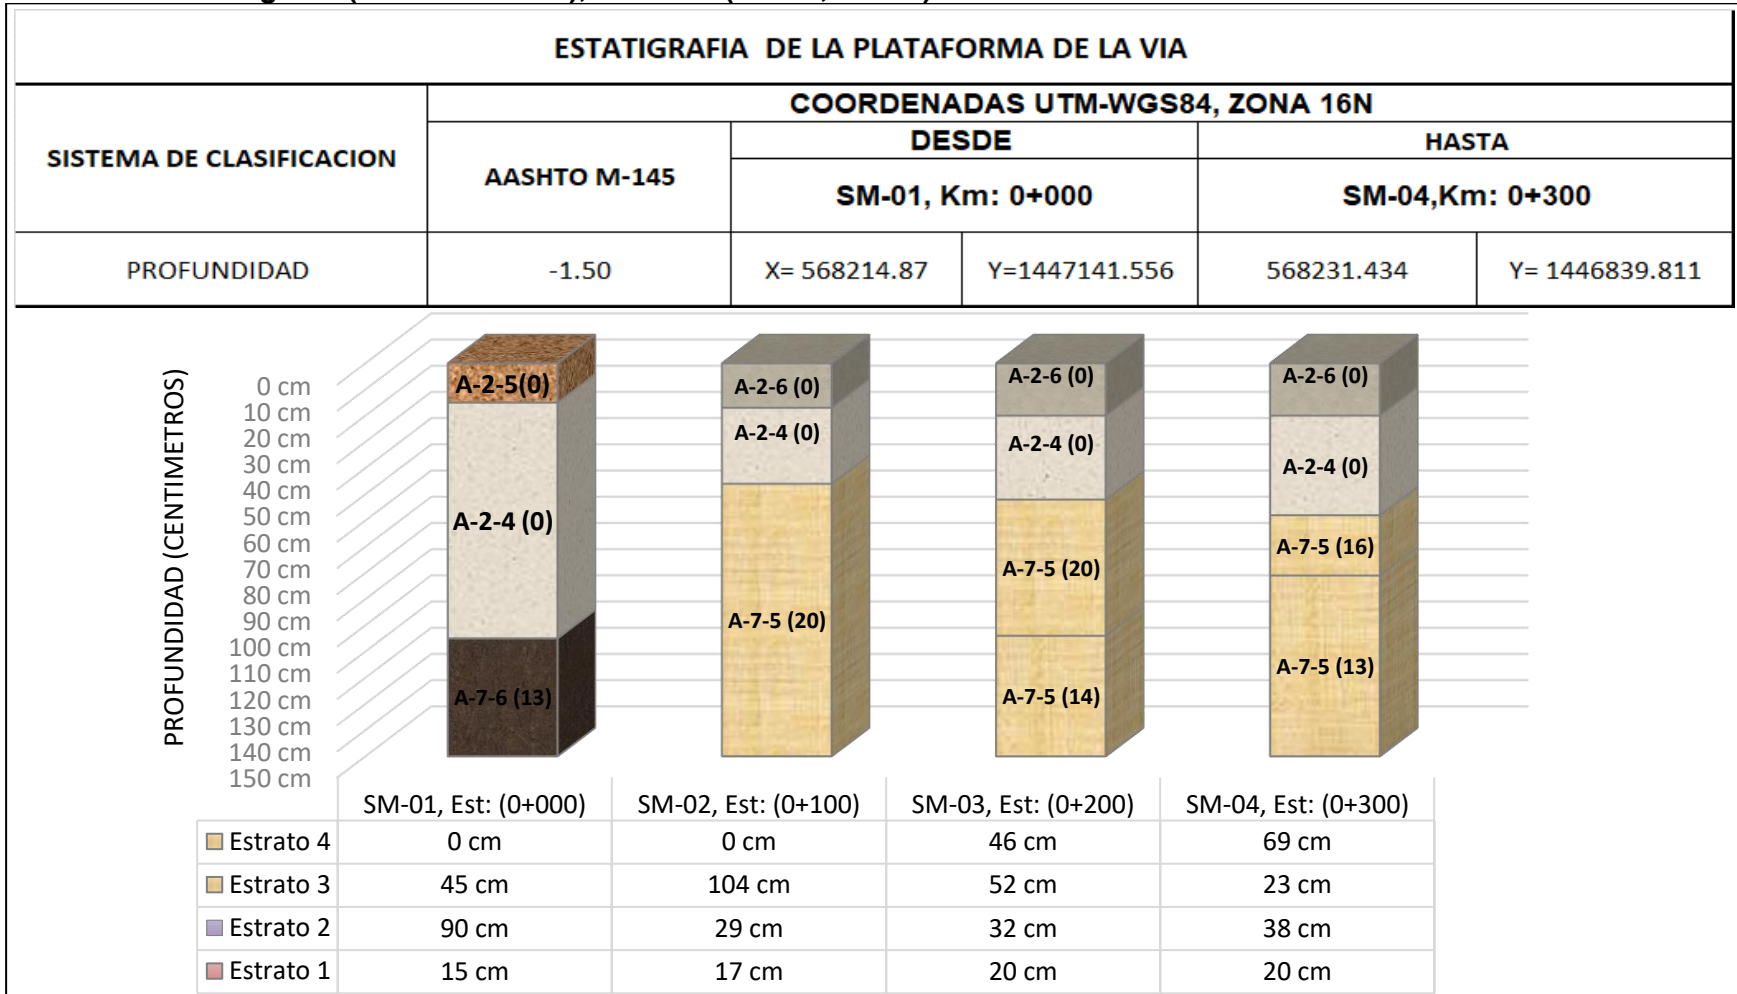 ESTATIGRAFIA DE LA PLATAFORMA DE LA VIA
SISTEMA DE CLASIFICACION
AASHTO M-145
COORDENADAS UTM-WGS84, ZONA 16N
DESDE
HASTA
SM-01, Km: 0+000
SM-04,Km: 0+300
PROFUNDIDAD
-1.50
X= 568214.87
Y=1447141.556
568231.434
Y= 1446839.811
PROFUNDIDAD (CENTIMETROS)
0 cm
10 cm
20 cm
30 cm
40 cm
50 cm
60 cm
70 cm
80 cm
90 cm
100 cm
110 cm
120 cm
130 cm
140 cm
150 cm
A-2-5(0)
A-2-4 (0)
A-7-6 (13)
A-2-6 (0)
A-2-4 (0)
A-7-5 (20)
A-2-6 (0)
A-2-4 (0)
A-7-5 (20)
A-7-5 (14)
A-2-6 (0)
A-2-4 (0)
A-7-5 (16)
A-7-5 (13)
SM-01, Est: (0+000) SM-02, Est: (0+100) SM-03, Est: (0+200) SM-04, Est: (0+300)
Estrato 4 0 cm 0 cm 46 cm 69 cm
Estrato 3 45 cm 104 cm 52 cm 23 cm
Estrato 2 90 cm 29 cm 32 cm 38 cm
Estrato 1 15 cm 17 cm 20 cm 20 cm